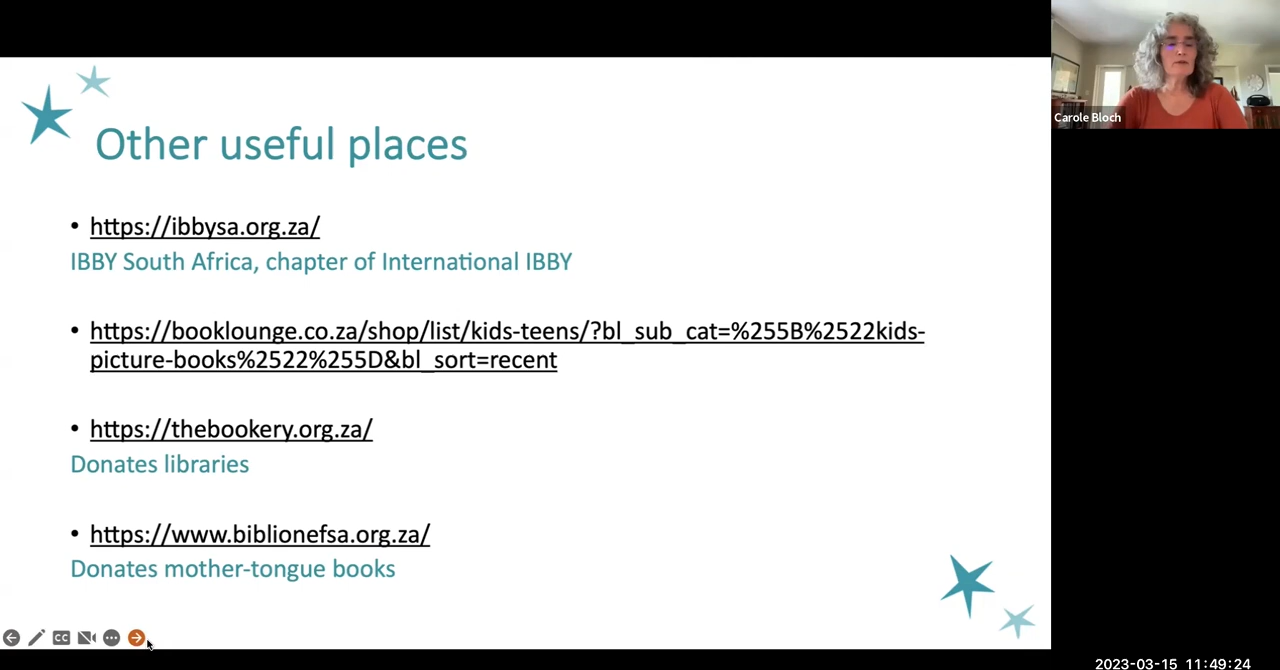 Other useful places
• https://ibbysa.org.za/
IBBY South Africa, chapter of International IBBY
• https://booklounge.co.za/shop/list/kids-teens/?bl_sub_cat=%255B%2522kids-
picture-books%2522%255D&bl_sort=recent
• https://thebookery.org.za/
Donates libraries
• https://www.biblionefsa.org.za/
Donates mother-tongue books
CC
Carole Bloch
2023-03-15 11:49:24